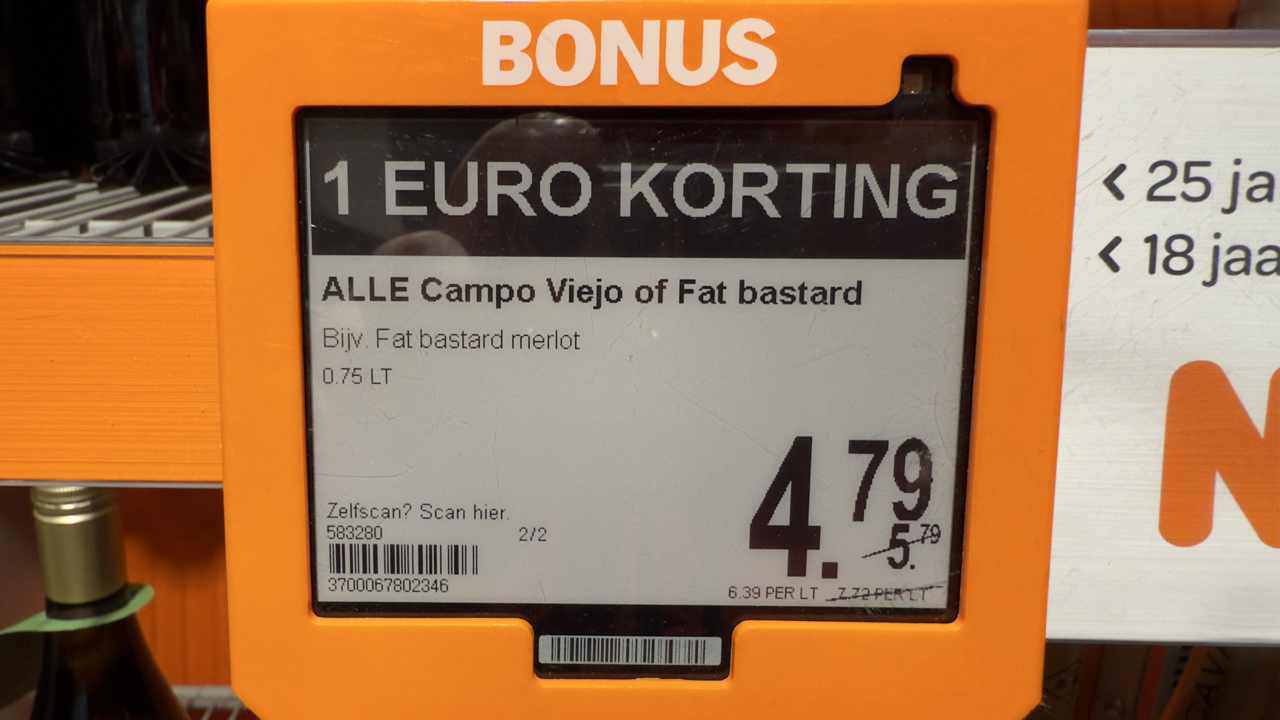 BONUS
1 EURO KORTING
ALLE Campo Viejo of Fat bastard
Bijv. Fat bastard merlot
0.75 LT
4.79
5.79
Zelfscan? Scan hier.
583280 2/2
3700067802346
6.39 PER LT 7.72 PER LT
< 25 ja
< 18 jaa
N